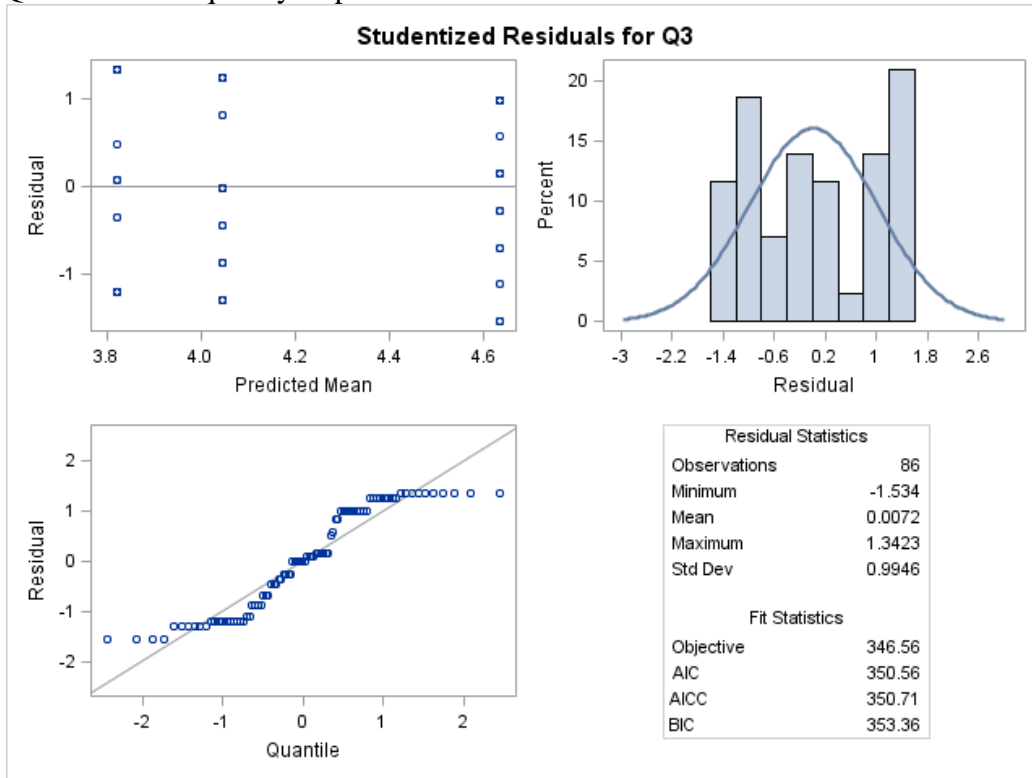 Studentized Residuals for Q3
1
0
-1
Residual
3.8 4.0 4.2 4.4 4.6
Predicted Mean
20
15
10
5
0
Percent
-3 -2.2 -1.4 -0.6 0.2 1 1.8 2.6
Residual
2
1
0
-1
-2
Residual
-2 -1 0 1 2
Quantile
Residual Statistics
Observations 86
Minimum -1.534
Mean 0.0072
Maximum 1.3423
Std Dev 0.9946
Fit Statistics
Objective 346.56
AIC 350.56
AICC 350.71
BIC 353.36